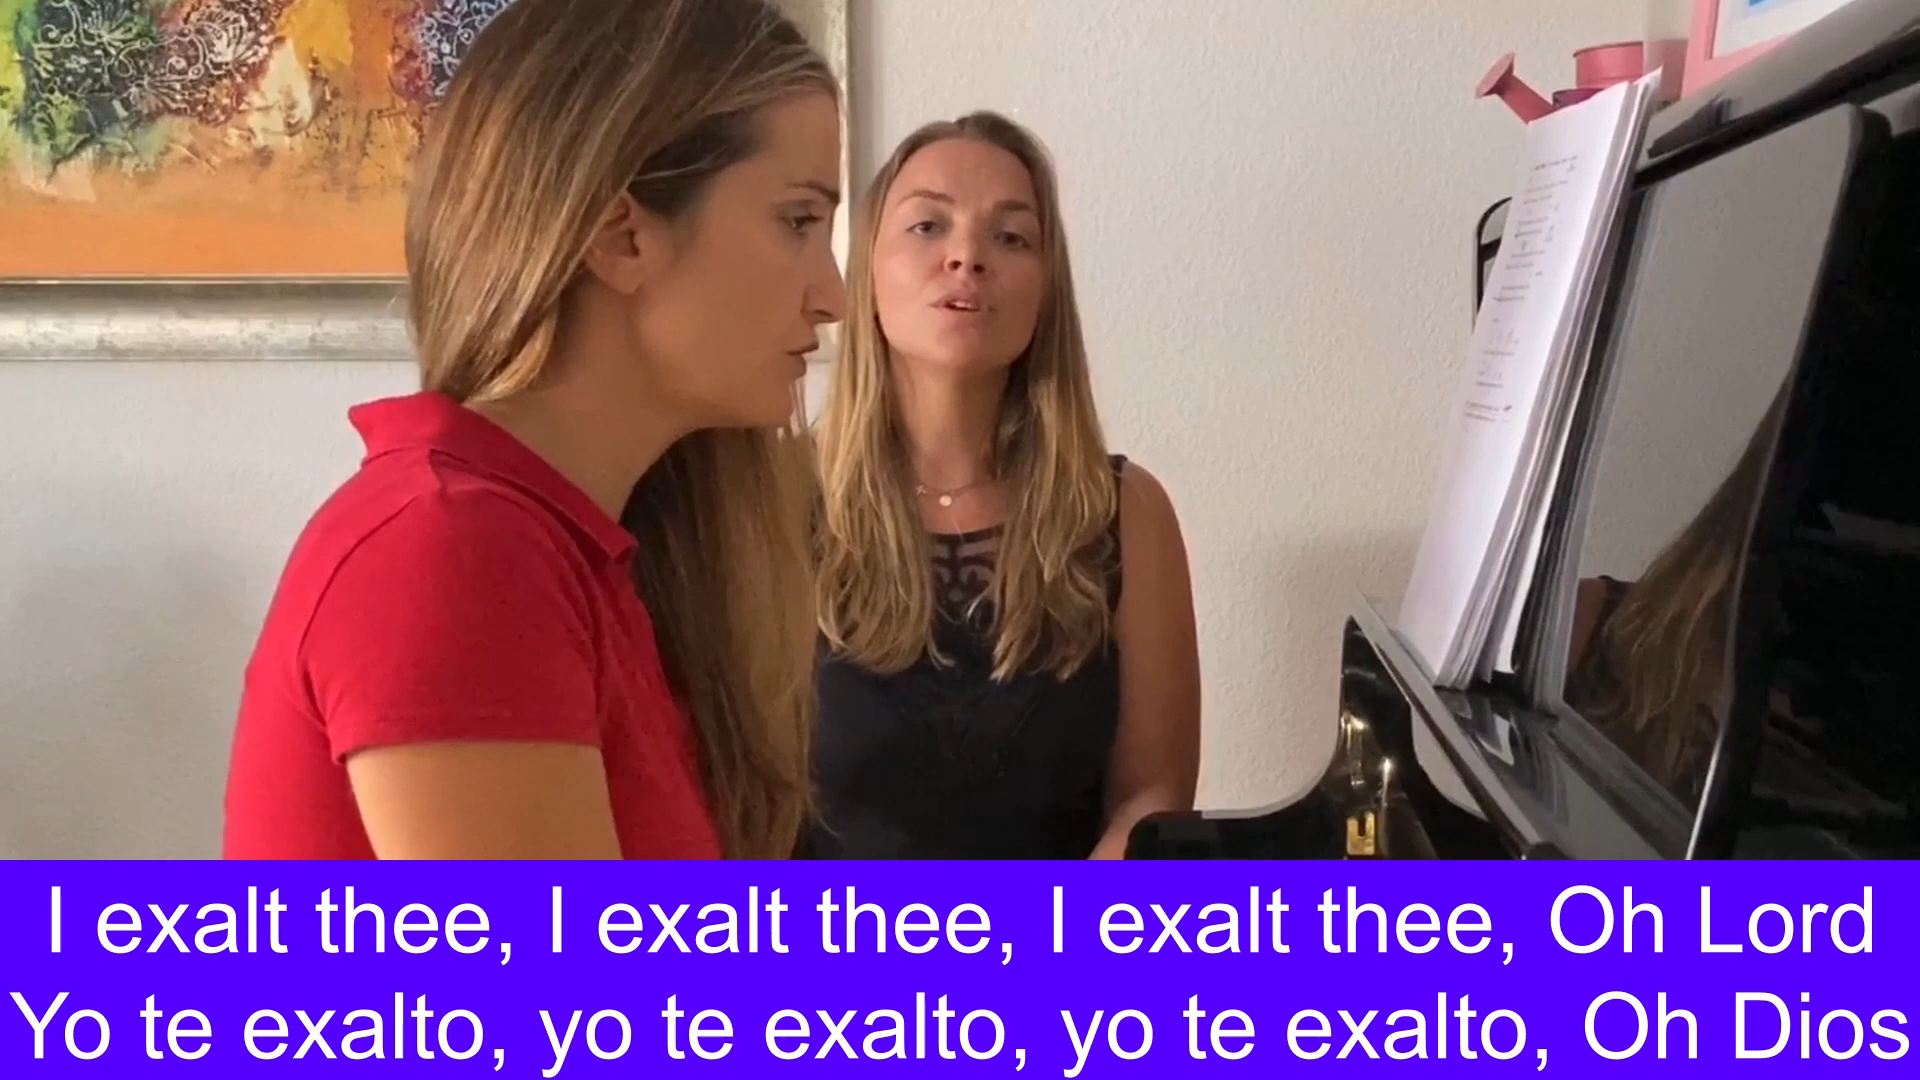 I exalt thee, I exalt thee, I exalt thee, Oh Lord
Yo te exalto, yo te exalto, yo te exalto, Oh Dios